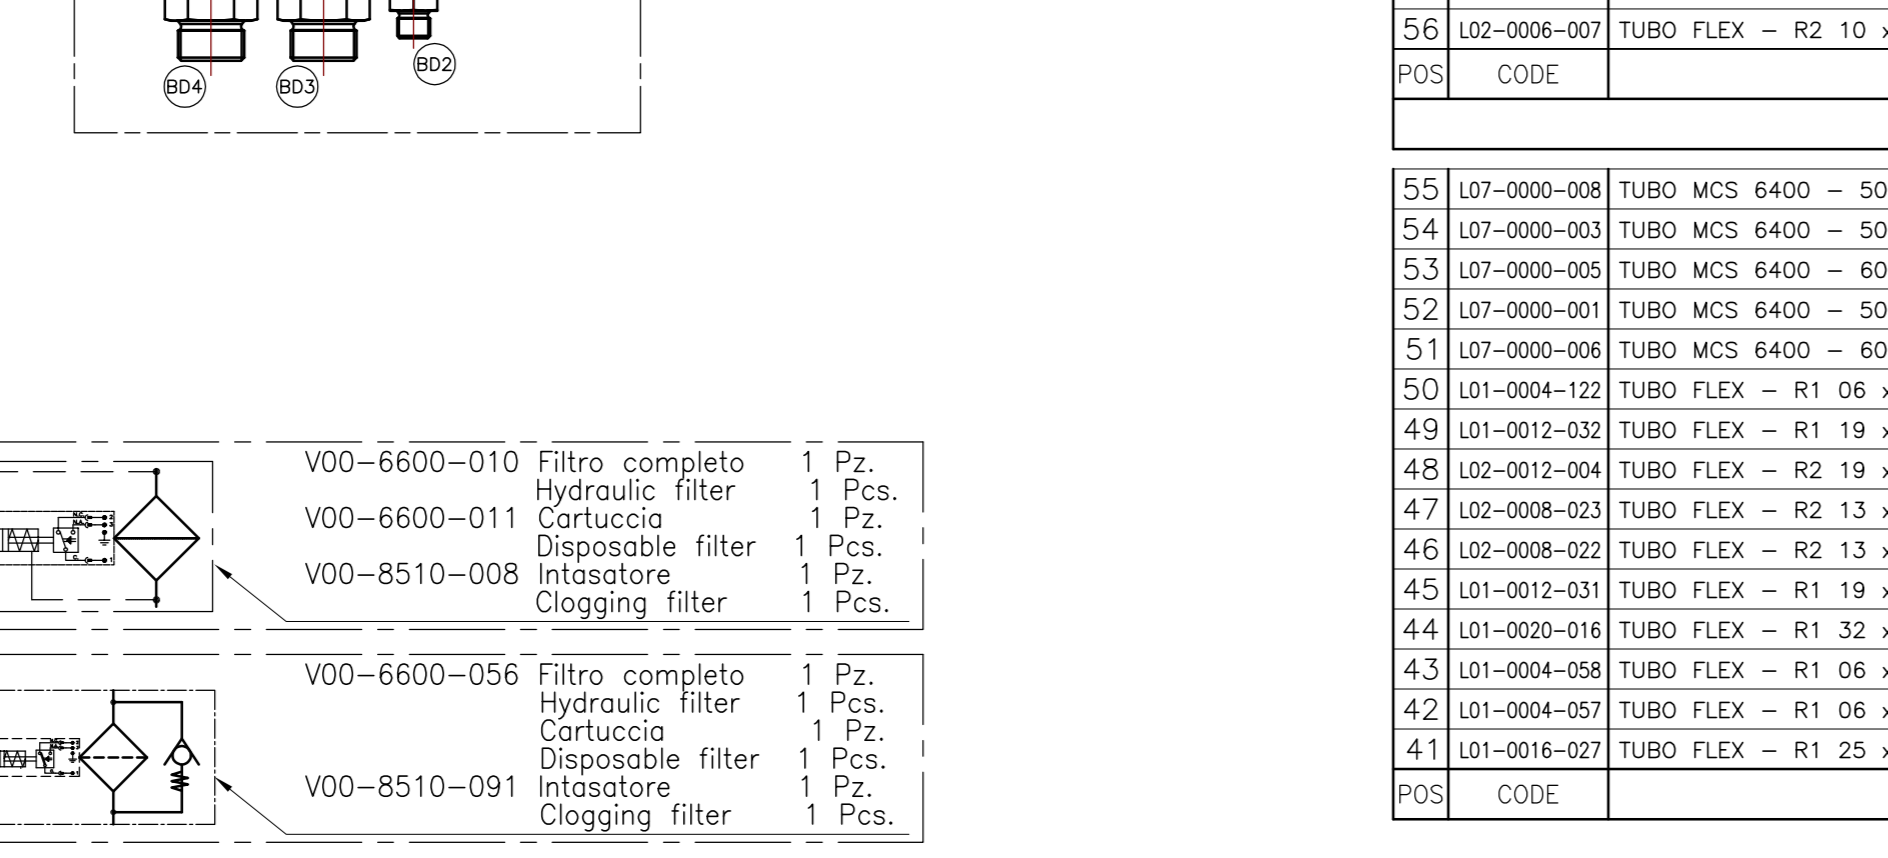 BD4
BD3
BD2
V00-6600-010 Filtro completo 1 Pz.
Hydraulic filter 1 Pcs.
V00-6600-011 Cartuccia 1 Pz.
Disposable filter 1 Pcs.
V00-8510-008 Intasatore 1 Pz.
Clogging filter 1 Pcs.
V00-6600-056 Filtro completo 1 Pz.
Hydraulic filter 1 Pcs.
Cartuccia 1 Pz.
Disposable filter 1 Pcs.
V00-8510-091 Intasatore 1 Pz.
Clogging filter 1 Pcs.
56 L02-0006-007 TUBO FLEX - R2 10 x
POS CODE
55 L07-0000-008 TUBO MCS 6400 - 50
54 L07-0000-003 TUBO MCS 6400 - 50
53 L07-0000-005 TUBO MCS 6400 - 60
52 L07-0000-001 TUBO MCS 6400 - 50
51 L07-0000-006 TUBO MCS 6400 - 60
50 L01-0004-122 TUBO FLEX - R1 06 x
49 L01-0012-032 TUBO FLEX - R1 19 x
48 L02-0012-004 TUBO FLEX - R2 19 x
47 L02-0008-023 TUBO FLEX - R2 13 x
46 L02-0008-022 TUBO FLEX - R2 13 x
45 L01-0012-031 TUBO FLEX - R1 19 x
44 L01-0020-016 TUBO FLEX - R1 32 x
43 L01-0004-058 TUBO FLEX - R1 06 x
42 L01-0004-057 TUBO FLEX - R1 06 x
41 L01-0016-027 TUBO FLEX - R1 25 x
POS CODE